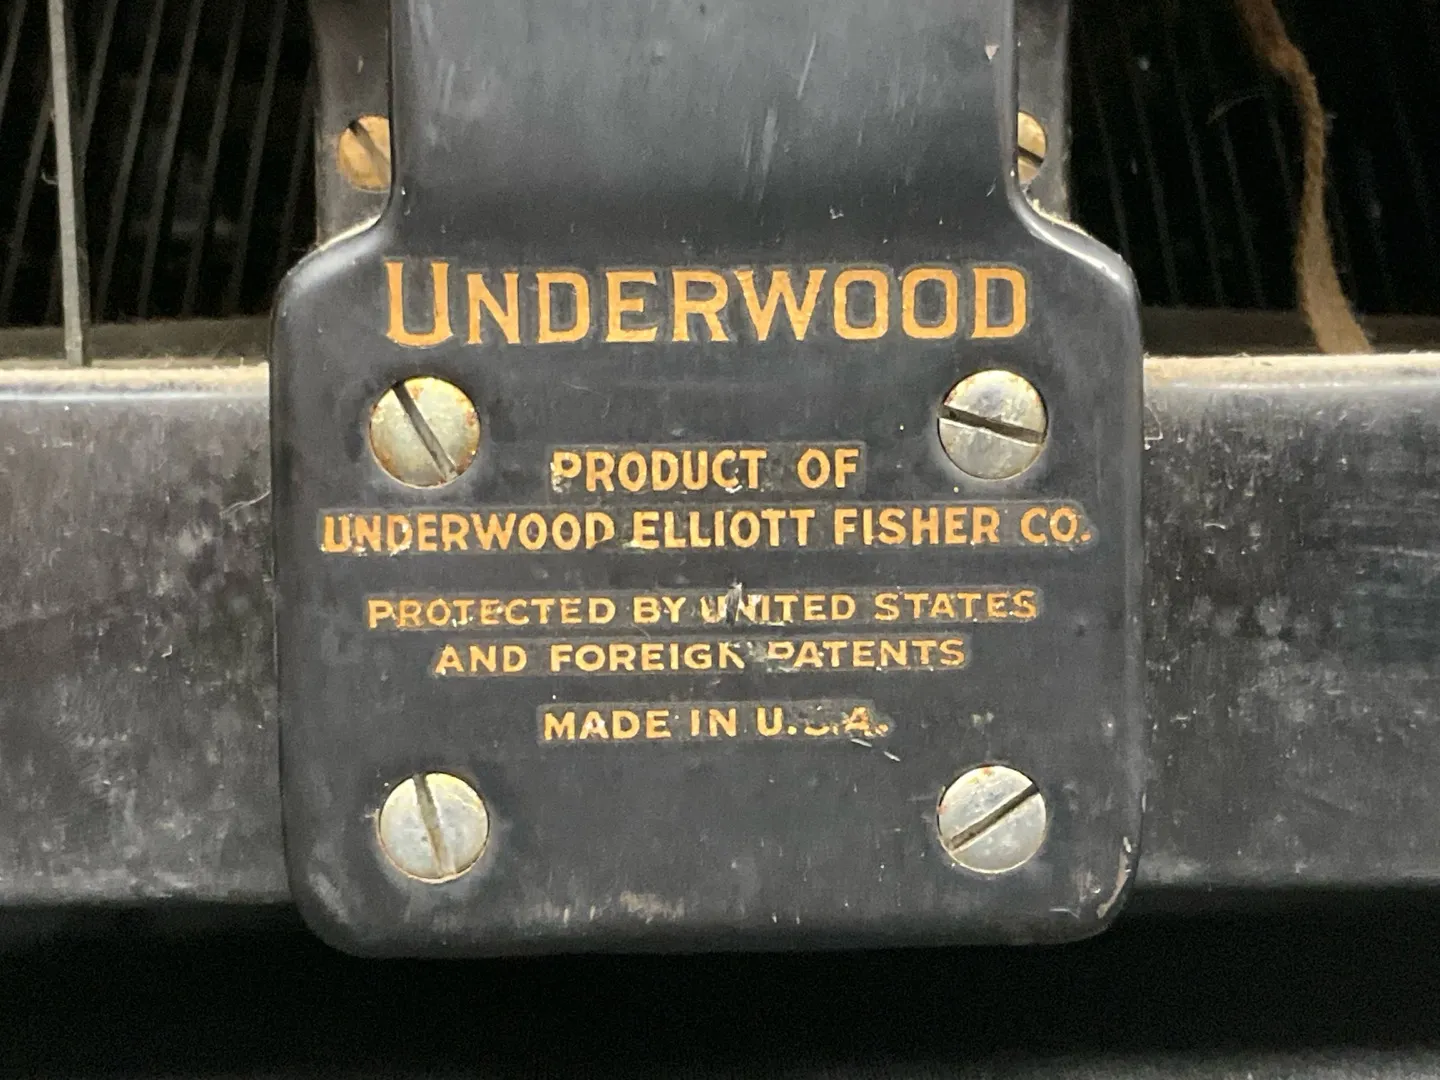 UNDERWOOD
PRODUCT OF
UNDERWOOD ELLIOTT FISHER CO.
PROTECTED BY UNITED STATES
AND FOREIGN PATENTS
MADE IN U.S.A.